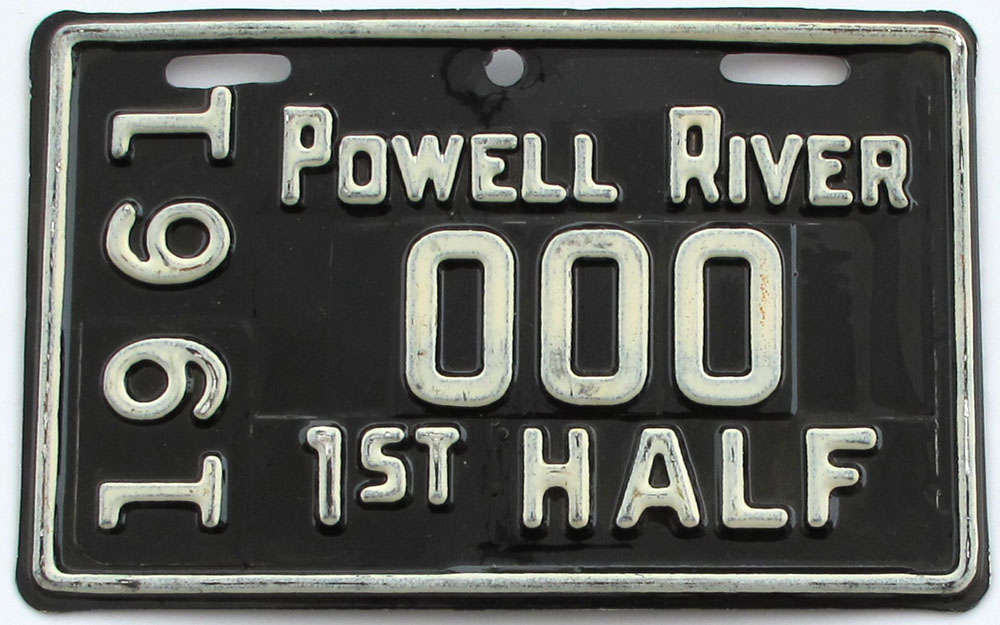 1961
POWELL RIVER
000
1ST HALF